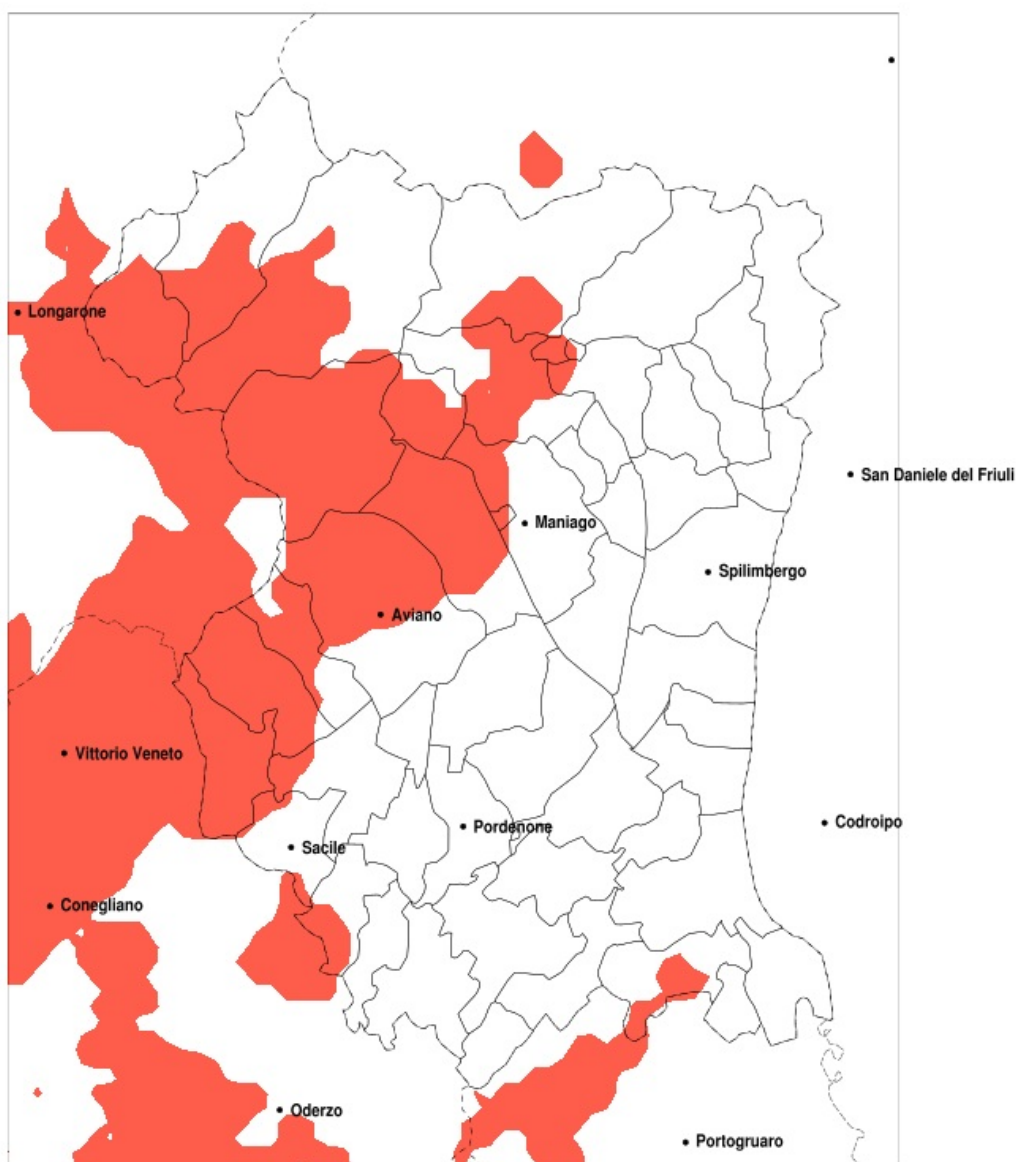 Longarone
San Daniele del Friuli
Maniago
Spilimbergo
Aviano
Vittorio Veneto
Codroipo
Pordenone
Sacile
Conegliano
Oderzo
Portogruaro